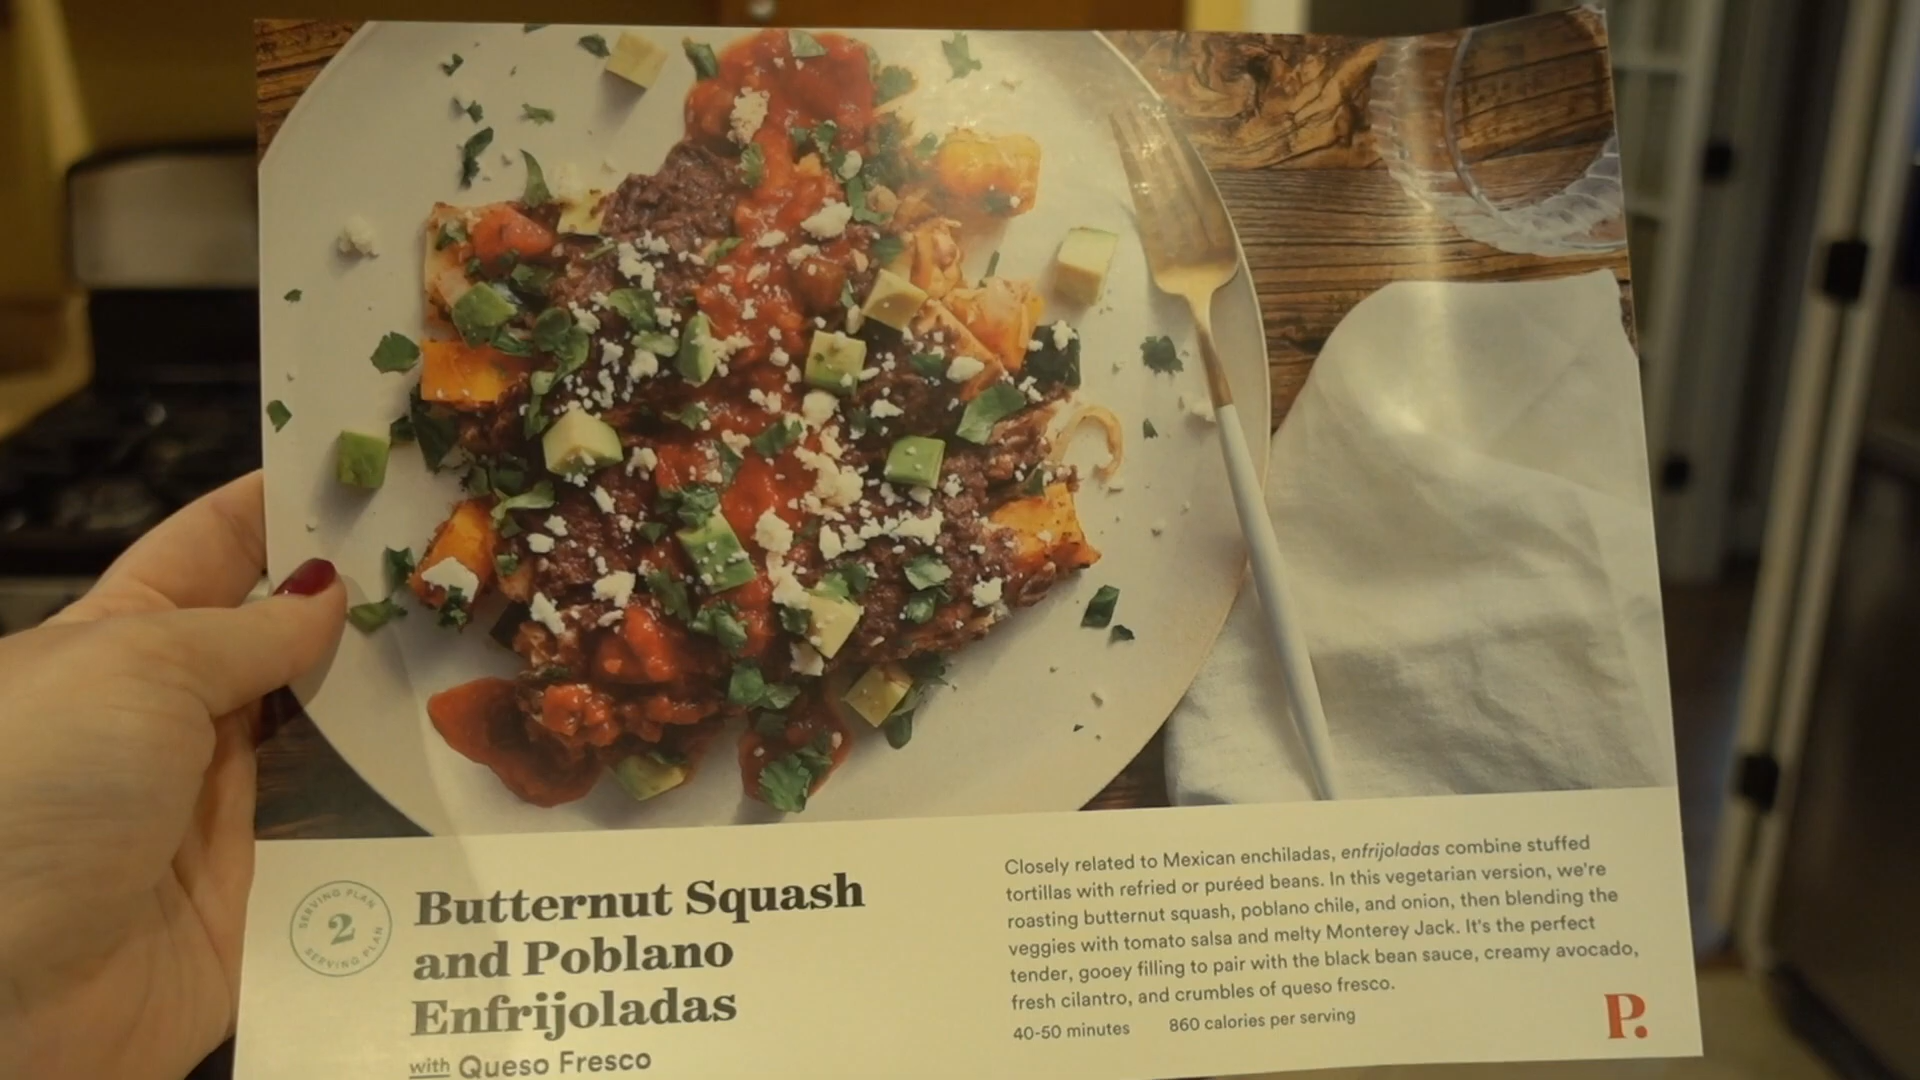 SERVING PLAN
2
SERVING PLAN
Butternut Squash
and Poblano
Enfrijoladas
with Queso Fresco
Closely related to Mexican enchiladas, enfrijoladas combine stuffed
tortillas with refried or puréed beans. In this vegetarian version, we're
roasting butternut squash, poblano chile, and onion, then blending the
veggies with tomato salsa and melty Monterey Jack. It's the perfect
tender, gooey filling to pair with the black bean sauce, creamy avocado,
fresh cilantro, and crumbles of queso fresco.
40-50 minutes 860 calories per serving
P.